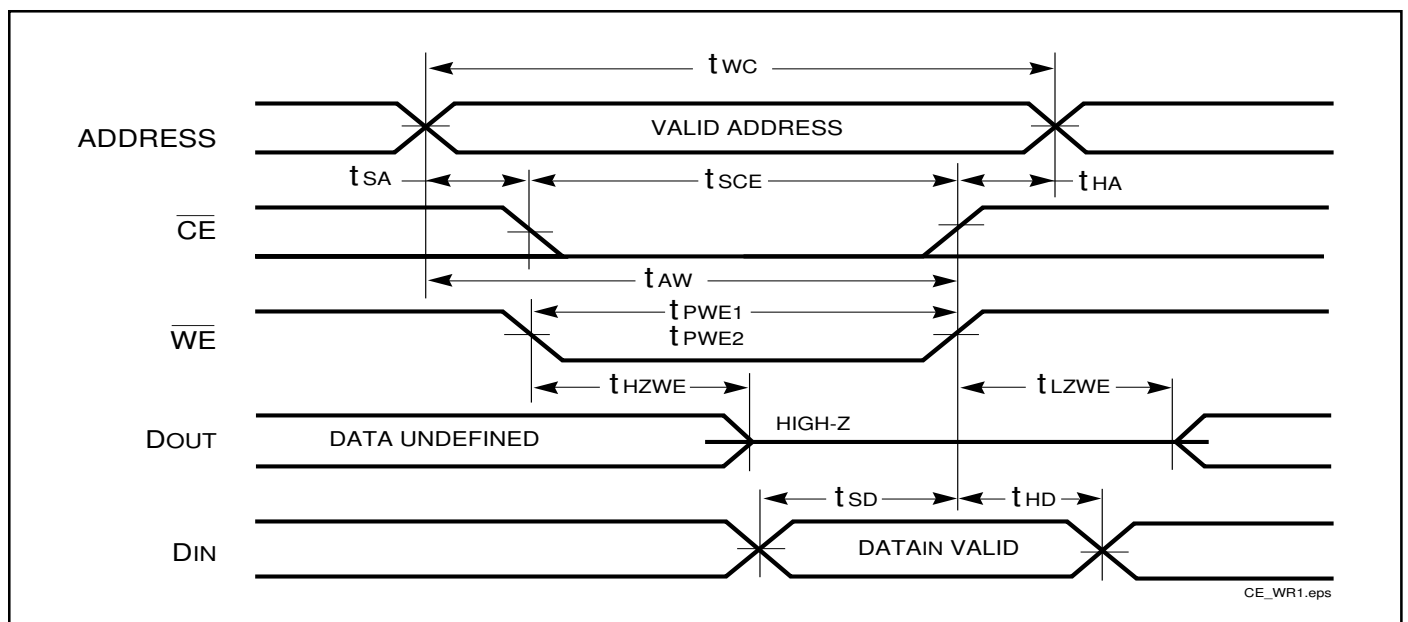 tWC
ADDRESS
VALID ADDRESS
tSA
tSCE
tHA
CE
tAW
tPWE1
WE
tPWE2
tHZWE
tLZWE
DOUT
DATA UNDEFINED
HIGH-Z
tSD
tHD
DIN
DATAIN VALID
CE_WR1.eps